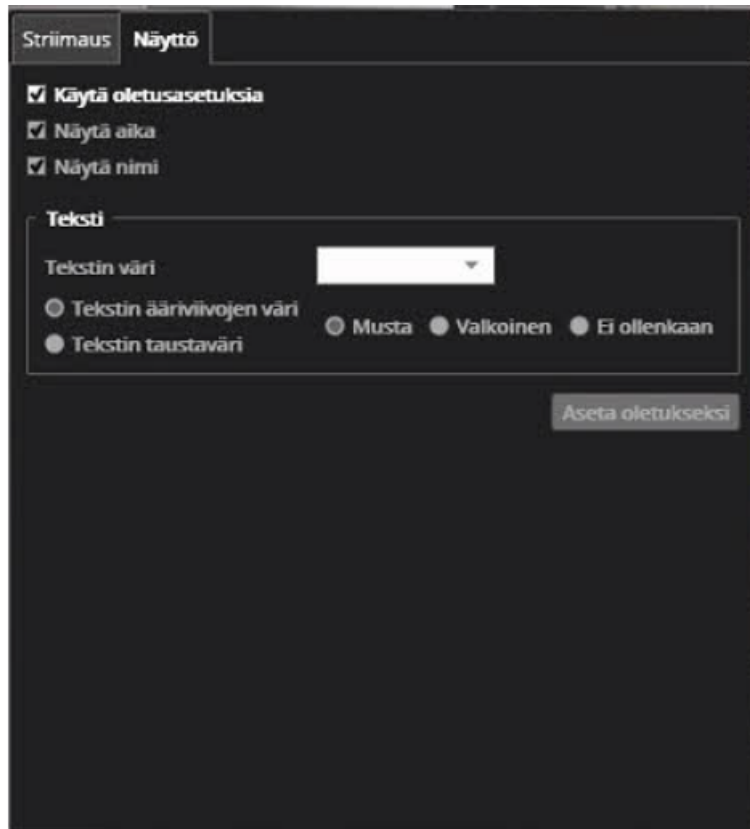 Striimaus Näyttö
Käytä oletusasetuksia
Näytä aika
Näytä nimi
Teksti
Tekstin väri
Tekstin ääriviivojen väri
Tekstin taustaväri
Musta Valkoinen Ei ollenkaan
Aseta oletukseksi